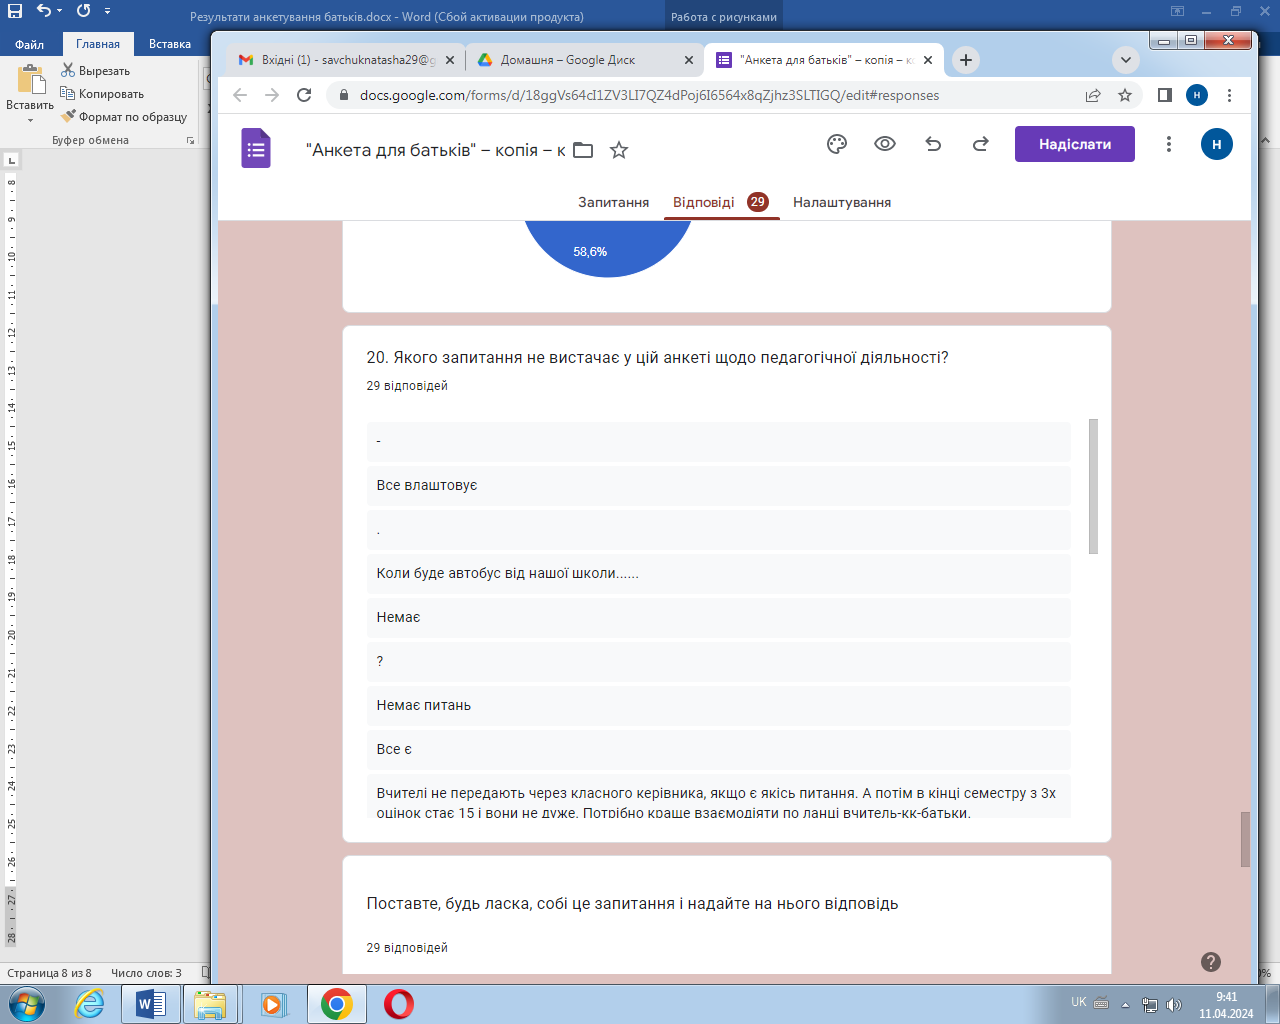 Результати анкетування батьків.docx - Word (Сбой активации продукта)
Работа с рисунками
Файл
Главная
Вставка
Вставить
Вырезать
Копировать
Формат по образцу
Буфер обмена
Вхідні (1) - savchuknatasha29@g
Домашня – Google Диск
"Анкета для батьків" – копія – ко
docs.google.com/forms/d/18ggVs64cI1ZV3LI7QZ4dPoj6I6564x8qZjhz3SLTIGQ/edit#responses
"Анкета для батьків" – копія – к
Надіслати
Н
Запитання
Відповіді 29
Налаштування
58,6%
20. Якого запитання не вистачає у цій анкеті щодо педагогічної діяльності?
29 відповідей
-
Все влаштовує
.
Коли буде автобус від нашої школи......
Немає
?
Немає питань
Все є
Вчителі не передають через класного керівника, якщо є якісь питання. А потім в кінці семестру з 3х
оцінок стає 15 і вони не дуже. Потрібно краще взаємодіяти по ланці вчитель-кк-батьки.
Поставте, будь ласка, собі це запитання і надайте на нього відповідь
29 відповідей
Страница 8 из 8
Число слов: 3
UK
9:41
11.04.2024